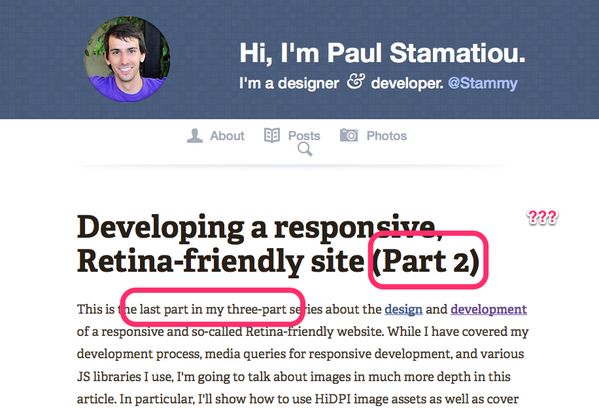 Hi, I'm Paul Stamatiou.
I'm a designer & developer. @Stammy
About Posts Photos
???
Developing a responsive,
Retina-friendly site (Part 2)
This is the last part in my three-part series about the design and development
of a responsive and so-called Retina-friendly website. While I have covered my
development process, media queries for responsive development, and various
JS libraries I use, I'm going to talk about images in much more depth in this
article. In particular, I'll show how to use HiDPI image assets as well as cover